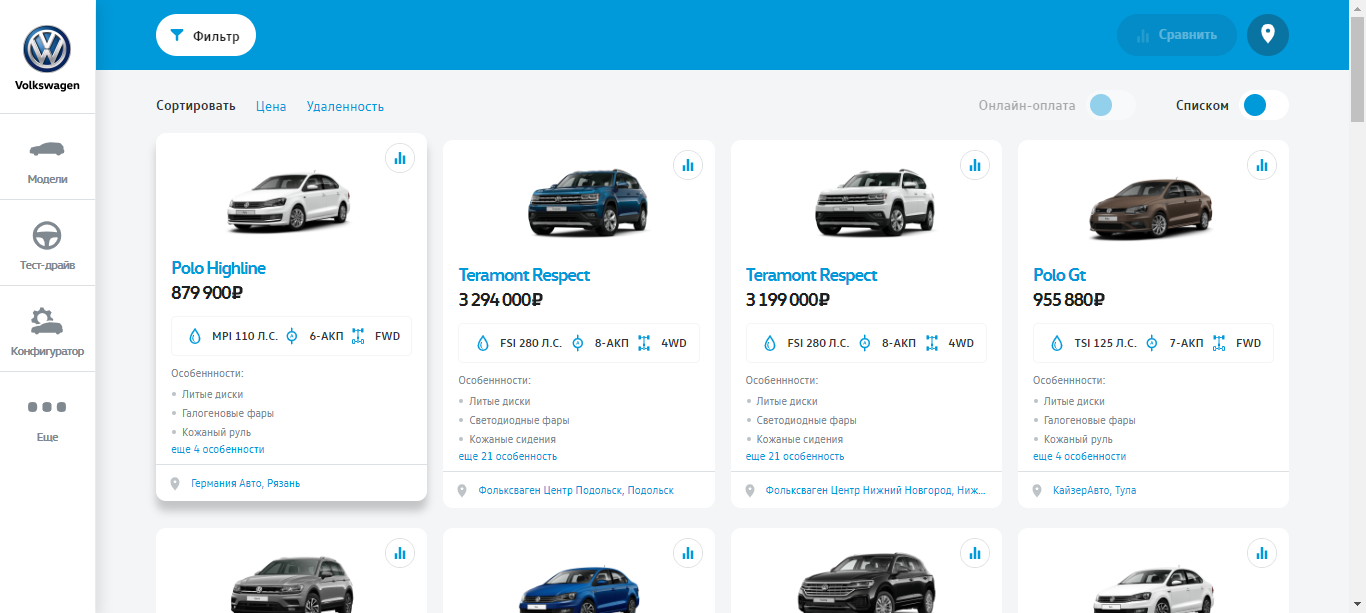 Volkswagen
Модели
Тест-драйв
Конфигуратор
Еще
Фильтр
Сравнить
Сортировать Цена Удаленность
Онлайн-оплата Списком
Polo Highline
879 900₽
MPI 110 Л.С. 6-АКП FWD
Особеннности:
Литые диски
Галогеновые фары
Кожаный руль
еще 4 особенности
Германия Авто, Рязань
Teramont Respect
3 294 000₽
FSI 280 Л.С. 8-АКП 4WD
Особеннности:
Литые диски
Светодиодные фары
Кожаные сидения
еще 21 особенность
Фольксваген Центр Подольск, Подольск
Teramont Respect
3 199 000₽
FSI 280 Л.С. 8-АКП 4WD
Особеннности:
Литые диски
Светодиодные фары
Кожаные сидения
еще 21 особенность
Фольксваген Центр Нижний Новгород, Ниж...
Polo Gt
955 880₽
TSI 125 Л.С. 7-АКП FWD
Особеннности:
Литые диски
Галогеновые фары
Кожаный руль
еще 4 особенности
КайзерАвто, Тула